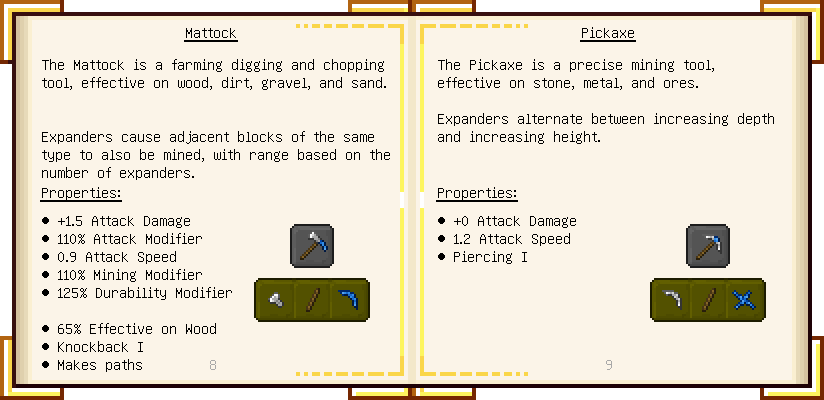 Mattock
The Mattock is a farming digging and chopping
tool, effective on wood, dirt, gravel, and sand.
Expanders cause adjacent blocks of the same
type to also be mined, with range based on the
number of expanders.
Properties:
● +1.5 Attack Damage
● 110% Attack Modifier
● 0.9 Attack Speed
● 110% Mining Modifier
● 125% Durability Modifier
● 65% Effective on Wood
● Knockback I
● Makes paths
8
Pickaxe
The Pickaxe is a precise mining tool,
effective on stone, metal, and ores.
Expanders alternate between increasing depth
and increasing height.
Properties:
● +0 Attack Damage
● 1.2 Attack Speed
● Piercing I
9